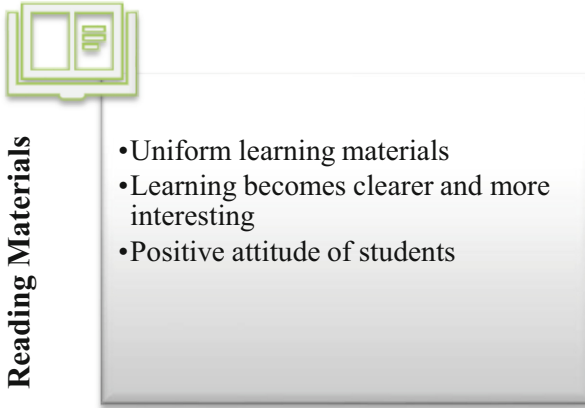 Reading Materials
•Uniform learning materials
•Learning becomes clearer and more
interesting
•Positive attitude of students